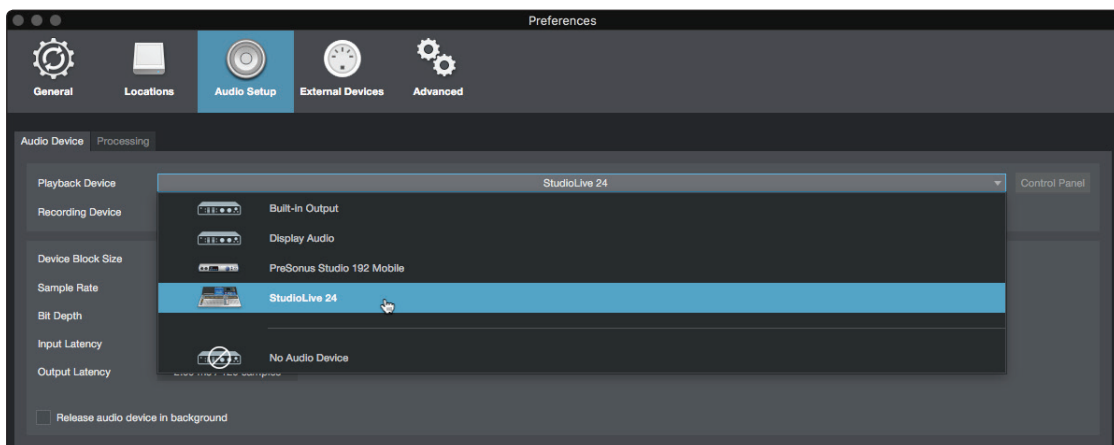 Preferences
General Locations Audio Setup External Devices Advanced
Audio Device Processing
Playback Device StudioLive 24 Control Panel
Recording Device Built-in Output
Display Audio
Device Block Size PreSonus Studio 192 Mobile
Sample Rate StudioLive 24
Bit Depth
Input Latency
No Audio Device
Output Latency
Release audio device in background